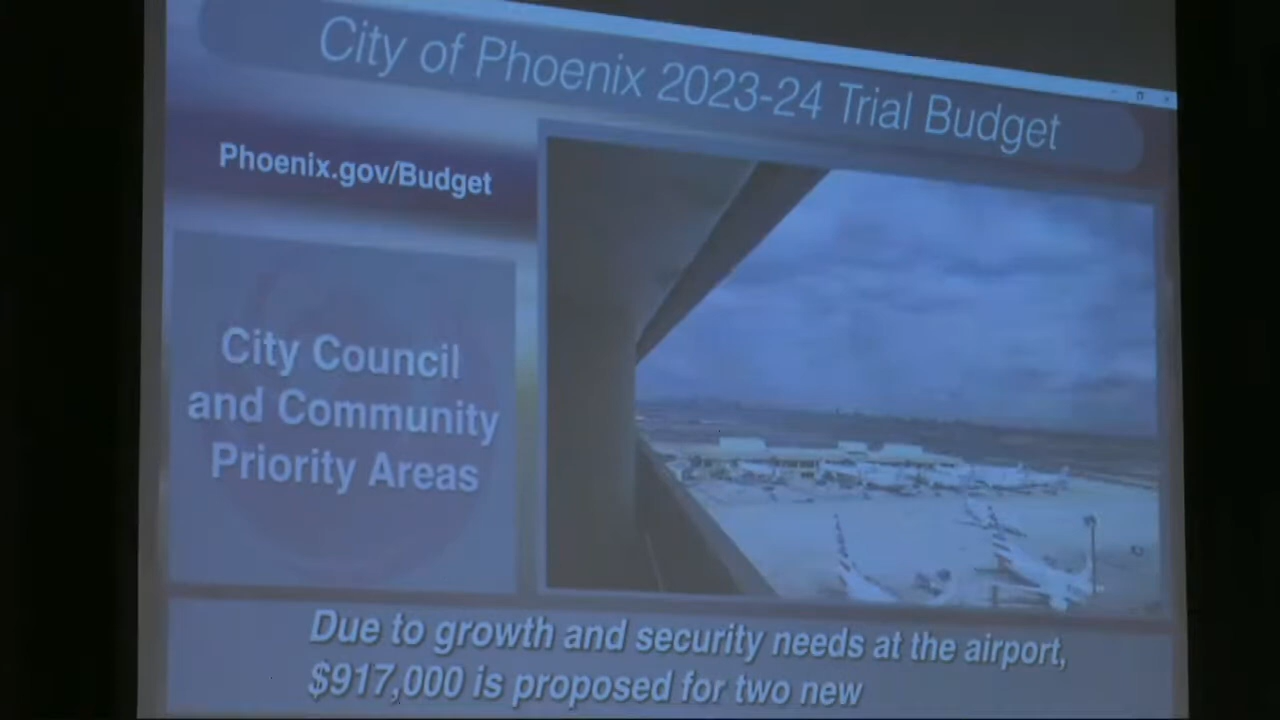 City of Phoenix 2023-24 Trial Budget
Phoenix.gov/Budget
City Council
and Community
Priority Areas
Due to growth and security needs at the airport,
$917,000 is proposed for two new